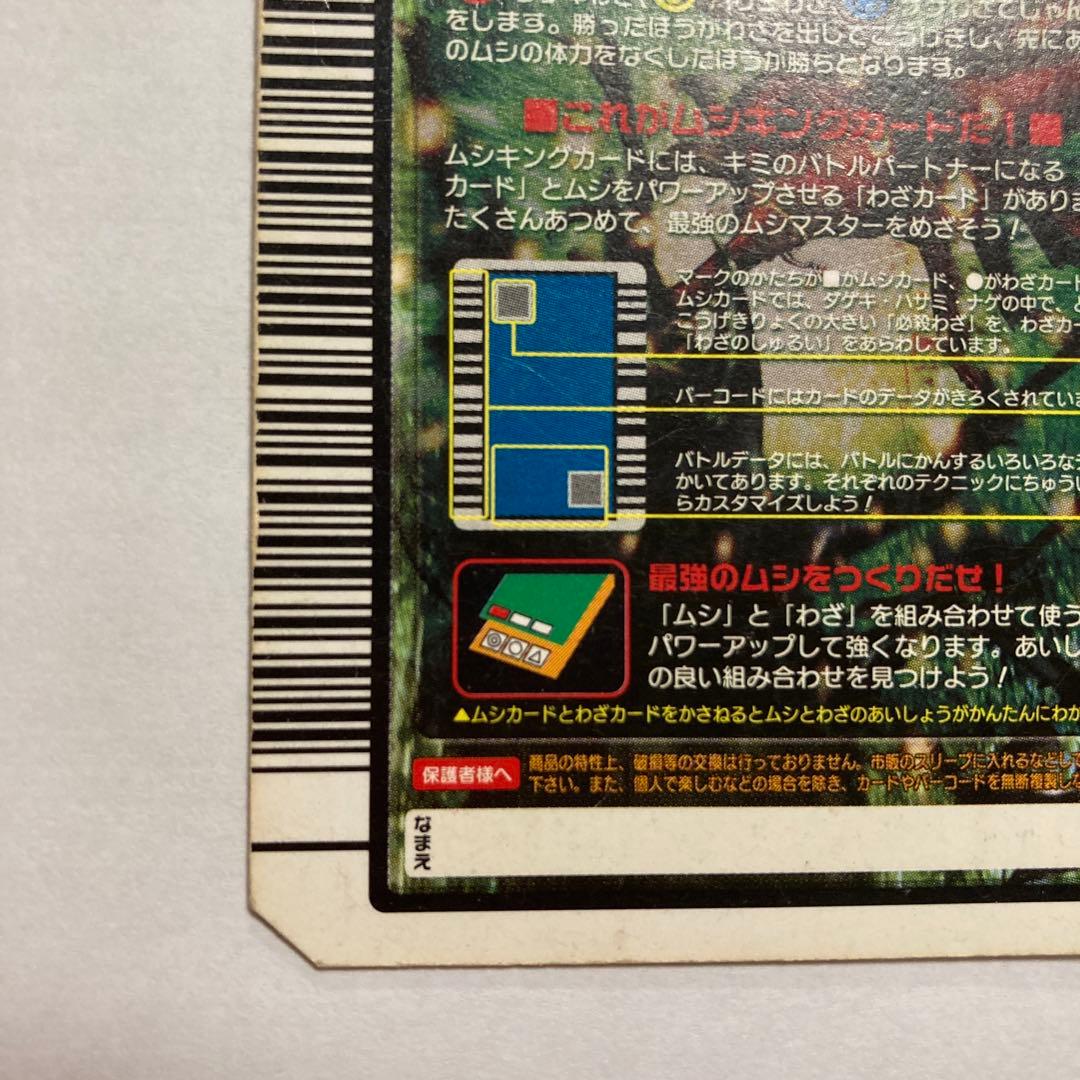 をします。勝ったほうがわざを出してこうげきし、先にあ
のムシの体力をなくしたほうが勝ちとなります。
■これがムシキングカードだ!■
ムシキングカードには、キミのバトルパートナーになる
カード」とムシをパワーアップさせる「わざカード」がありま
たくさんあつめて、最強のムシマスターをめざそう!
マークのかたちが■がムシカード、●がわざカード
ムシカードでは、ダゲキ・ハサミ・ナゲの中で、
こうげきりょくの大きい「必殺わざ」を、わざカー
「わざのしゅるい」をあらわしています。
バーコードにはカードのデータがきろくされていま
バトルデータには、バトルにかんするいろいろな
かいてあります。それぞれのテクニックにちゅうい
らカスタマイズしよう!
最強のムシをつくりだせ!
「ムシ」と「わざ」を組み合わせて使う
パワーアップして強くなります。あいし
の良い組み合わせを見つけよう!
▲ムシカードとわざカードをかさねるとムシとわざのあいしょうがかんたんにわか
保護者様へ
商品の特性上、破損等の交換は行っておりません。市販のスリーブに入れるなどして
下さい。また、個人で楽しむなどの場合を除き、カードやバーコードを無断複製し
なまえ